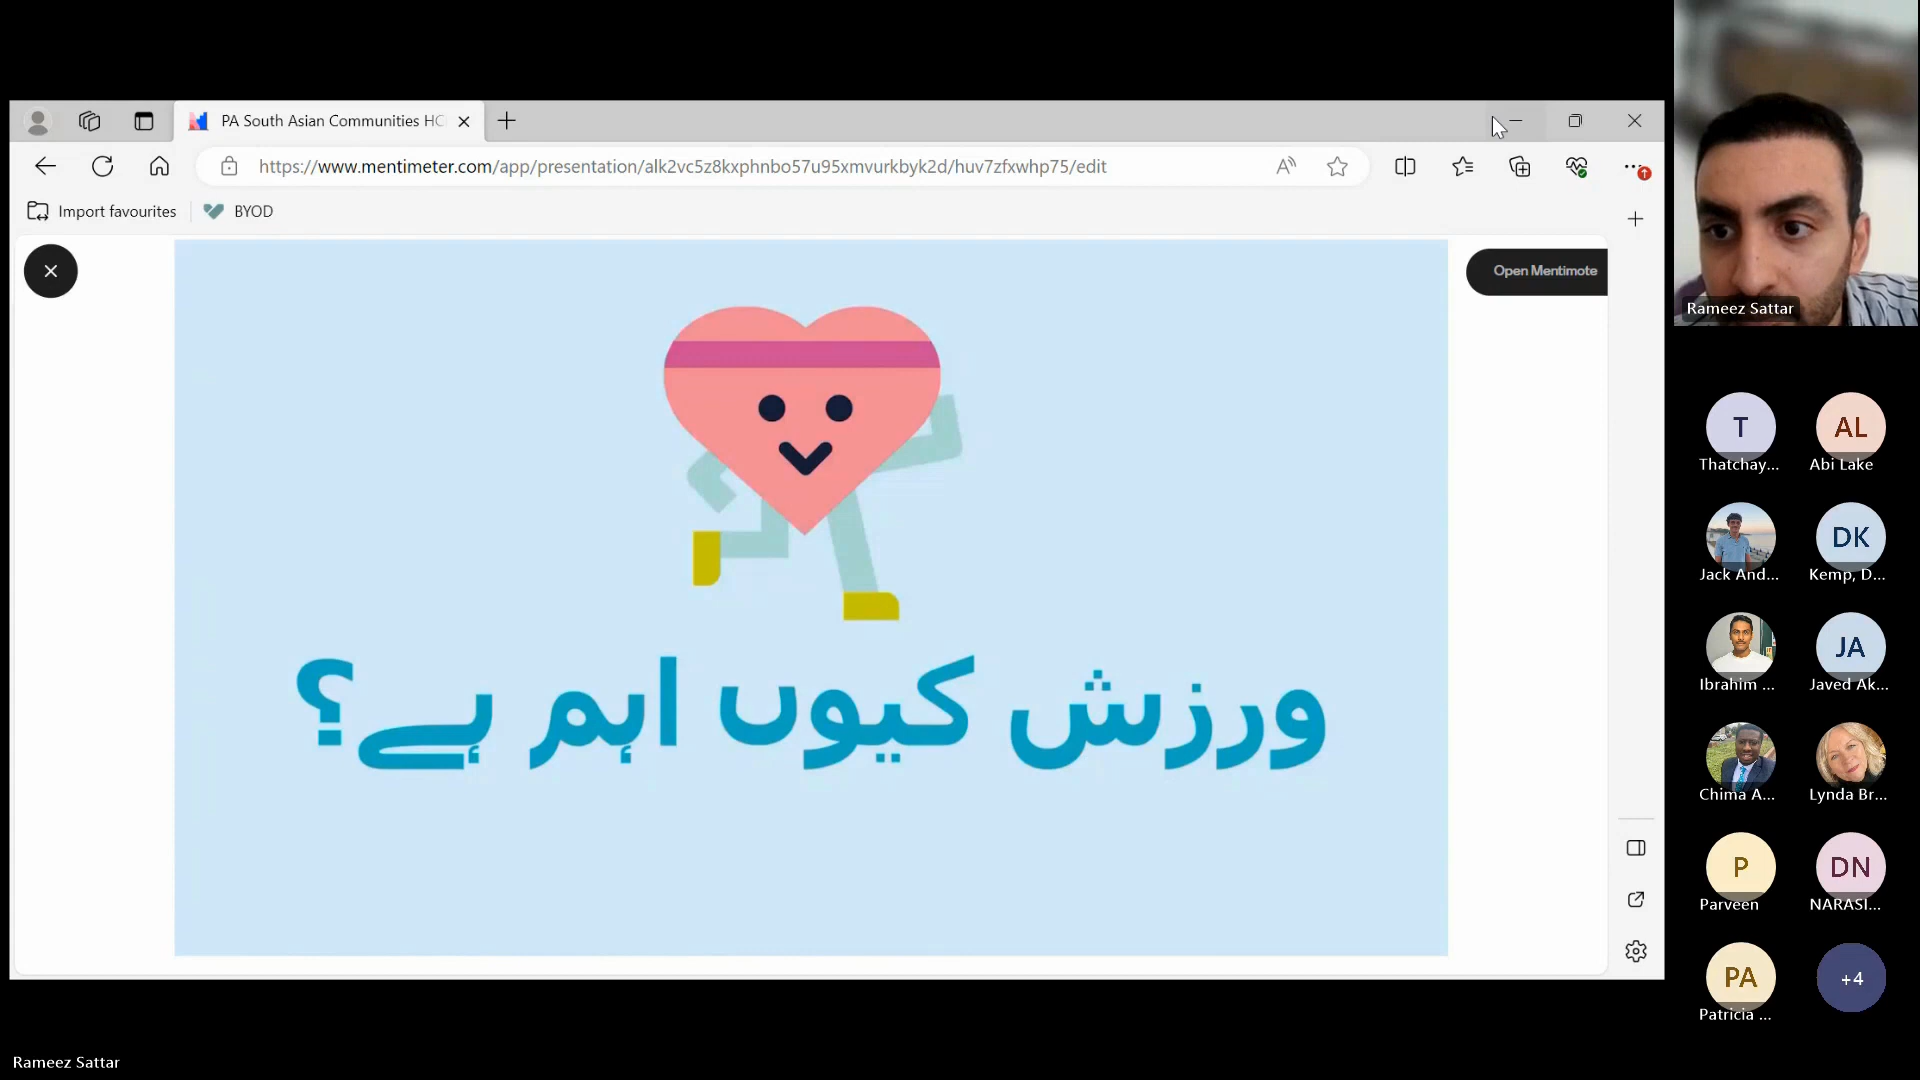 PA South Asian Communities HC
https://www.mentimeter.com/app/presentation/alk2vc5z8kxphnbo57u95xmvurkbyk2d/huv7zfxwhp75/edit
Import favourites
BYOD
Open Mentimote
ورزش کیوں اہم ہے؟
Rameez Sattar
T
AL
Thatchay...
Abi Lake
DK
Jack And...
Kemp, D...
JA
Ibrahim ...
Javed Ak...
Chima A...
Lynda Br...
P
DN
Parveen
NARASI...
PA
+4
Patricia ...
Rameez Sattar